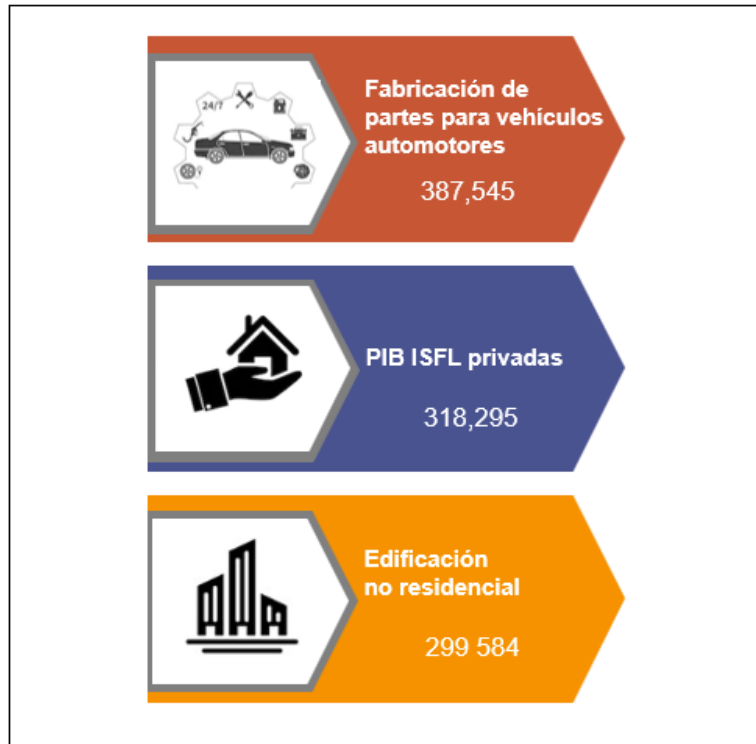 24/7
Fabricación de
partes para vehículos
automotores
387,545
PIB ISFL privadas
318,295
Edificación
no residencial
299 584